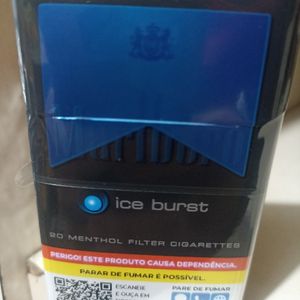 Marlboro
ice burst
20 MENTHOL FILTER CIGARETTES
PERIGO! ESTE PRODUTO CAUSA DEPENDÊNCIA.
PARAR DE FUMAR É POSSÍVEL.
ESCANEIE
E OUÇA EM
PARE DE FUMAR